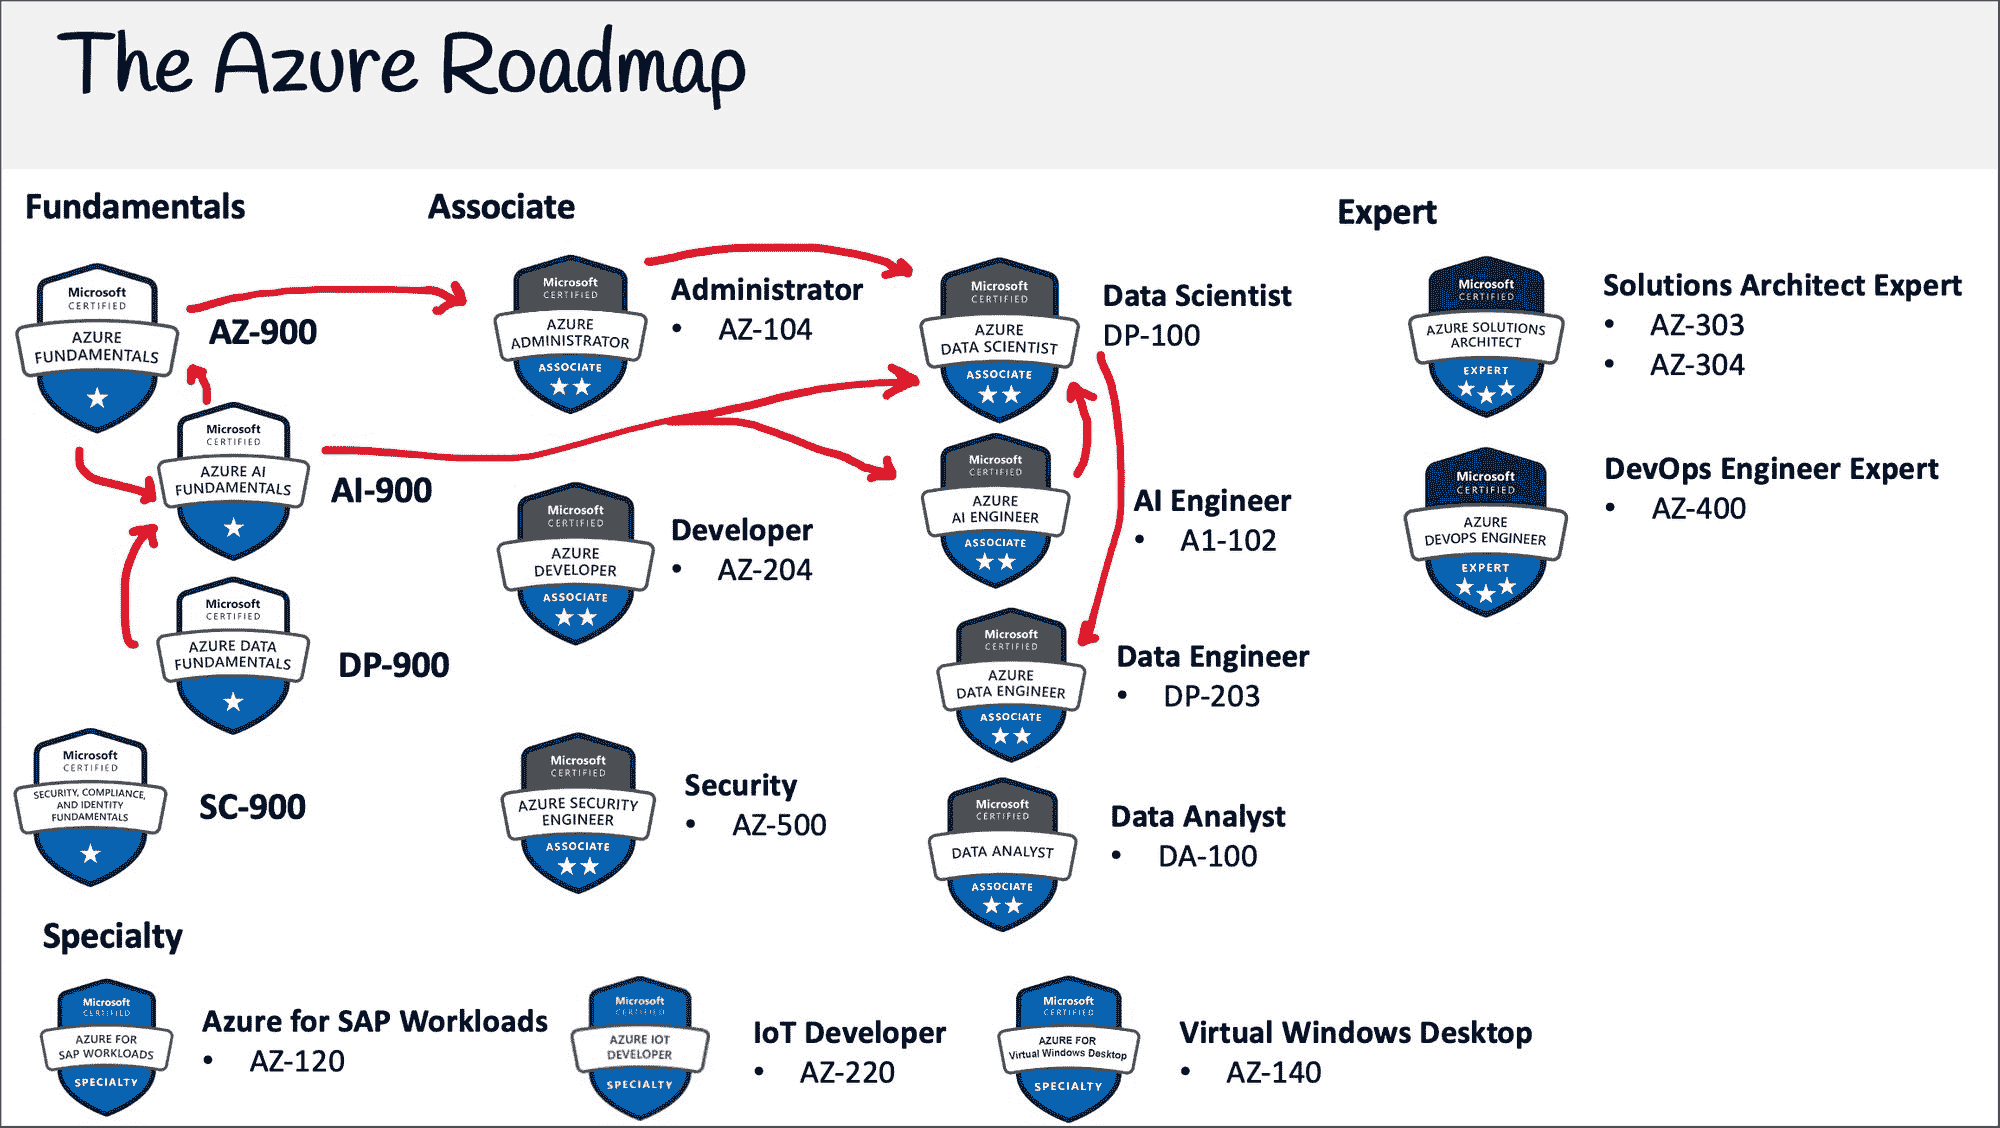 The Azure Roadmap
Fundamentals
Microsoft
CERTIFIED
AZURE
FUNDAMENTALS
AZ-900
Microsoft
CERTIFIED
AZURE AI
FUNDAMENTALS
AI-900
Microsoft
CERTIFIED
AZURE DATA
FUNDAMENTALS
DP-900
Microsoft
CERTIFIED
SECURITY, COMPLIANCE,
AND IDENTITY
FUNDAMENTALS
SC-900
Associate
Microsoft
CERTIFIED
AZURE
ADMINISTRATOR
ASSOCIATE
Administrator
• AZ-104
Microsoft
CERTIFIED
AZURE
DEVELOPER
ASSOCIATE
Developer
• AZ-204
Microsoft
CERTIFIED
AZURE SECURITY
ENGINEER
ASSOCIATE
Security
• AZ-500
Microsoft
CERTIFIED
AZURE
DATA SCIENTIST
ASSOCIATE
Data Scientist
DP-100
Microsoft
CERTIFIED
AZURE
AI ENGINEER
ASSOCIATE
AI Engineer
• A1-102
Microsoft
CERTIFIED
AZURE
DATA ENGINEER
ASSOCIATE
Data Engineer
• DP-203
Microsoft
CERTIFIED
DATA ANALYST
ASSOCIATE
Data Analyst
• DA-100
Expert
Microsoft
CERTIFIED
AZURE SOLUTIONS
ARCHITECT
EXPERT
Solutions Architect Expert
• AZ-303
• AZ-304
Microsoft
CERTIFIED
AZURE
DEVOPS ENGINEER
EXPERT
DevOps Engineer Expert
• AZ-400
Specialty
Microsoft
CERTIFIED
AZURE FOR
SAP WORKLOADS
SPECIALTY
Azure for SAP Workloads
• AZ-120
Microsoft
CERTIFIED
AZURE IOT
DEVELOPER
SPECIALTY
IoT Developer
• AZ-220
Microsoft
CERTIFIED
AZURE FOR
Virtual Windows Desktop
SPECIALTY
Virtual Windows Desktop
• AZ-140